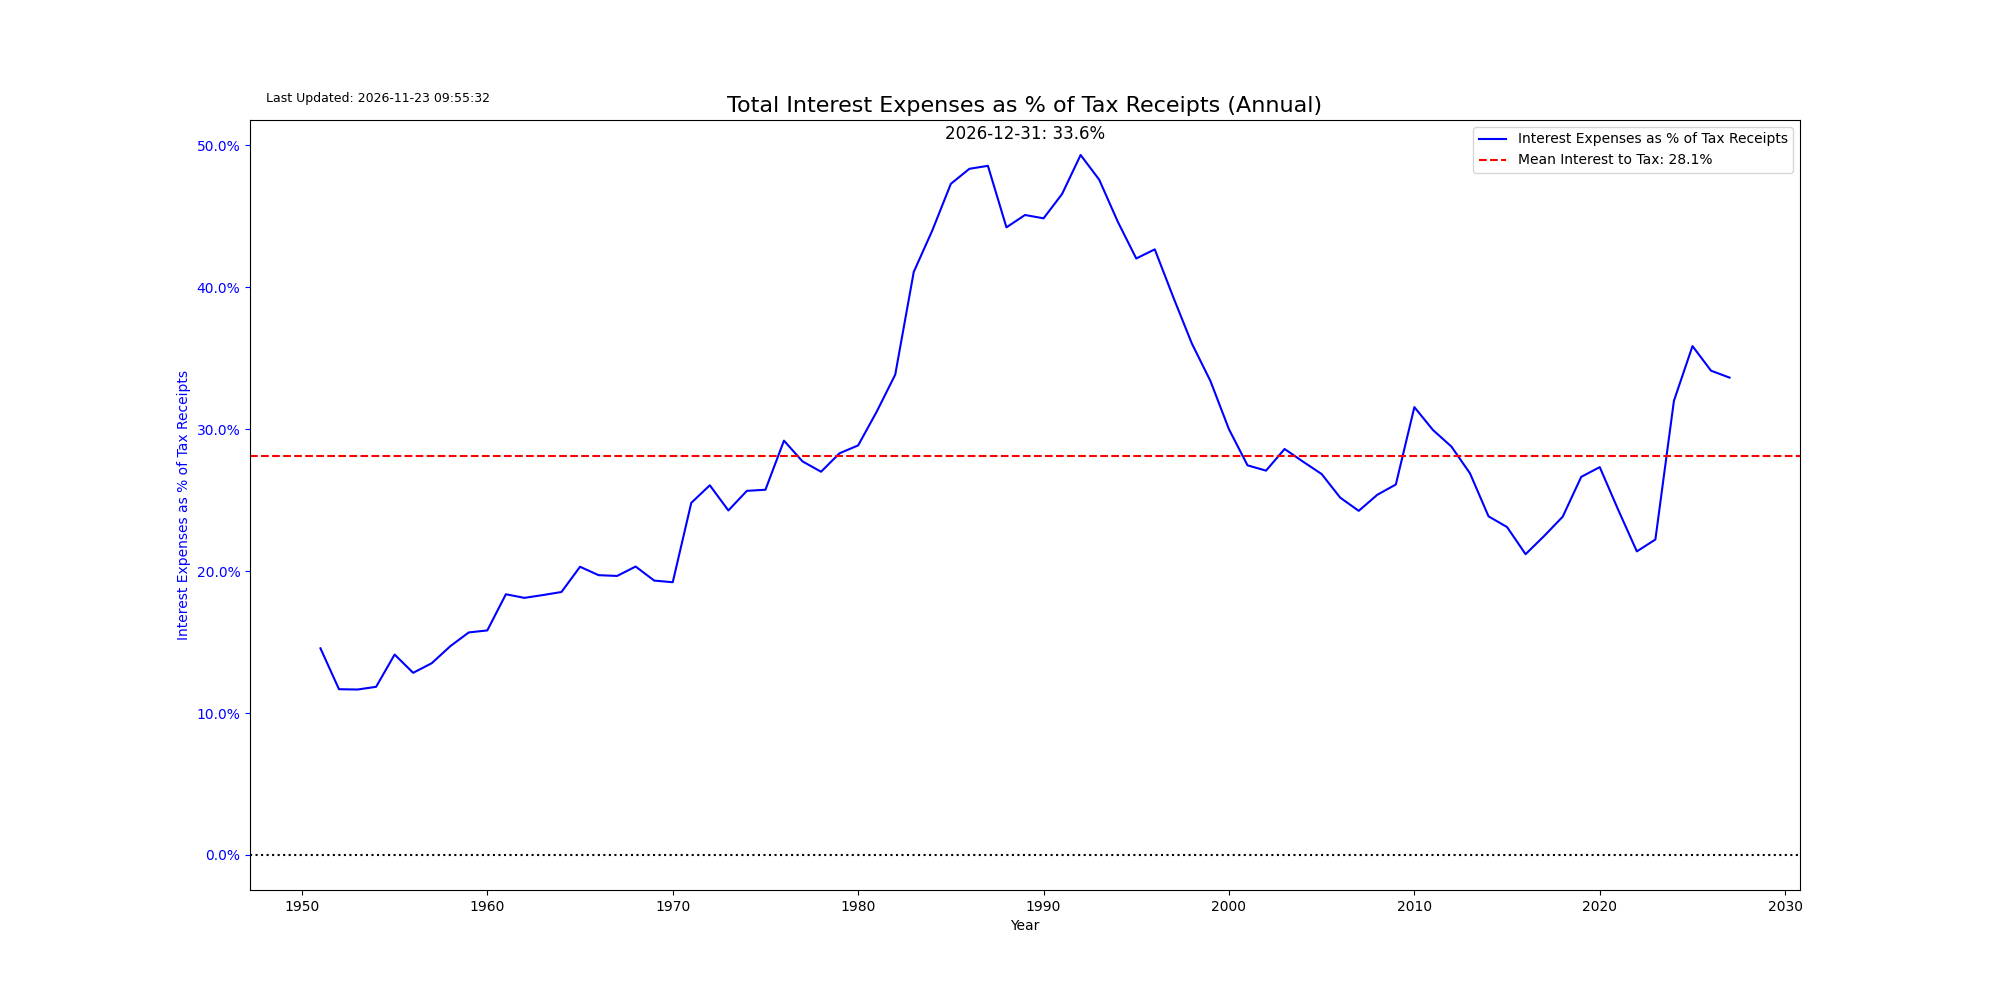 Last Updated: 2026-11-23 09:55:32
Total Interest Expenses as % of Tax Receipts (Annual)
2026-12-31: 33.6%
Interest Expenses as % of Tax Receipts
Mean Interest to Tax: 28.1%
Interest Expenses as % of Tax Receipts
50.0%
40.0%
30.0%
20.0%
10.0%
0.0%
1950 1960 1970 1980 1990 2000 2010 2020 2030
Year